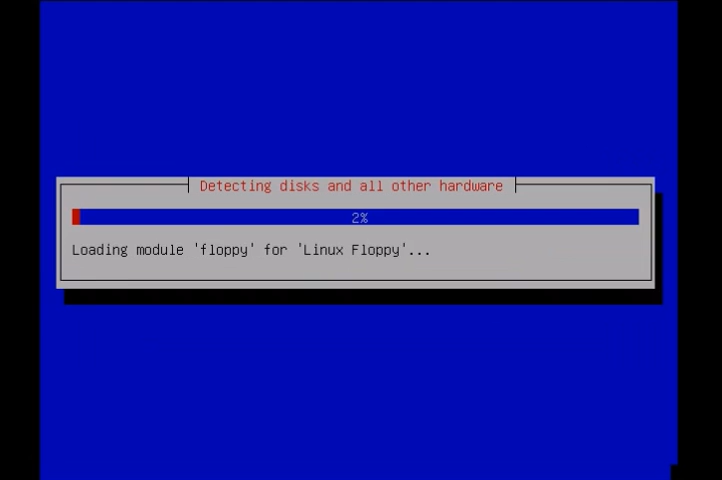 Detecting disks and all other hardware
2%
Loading module 'floppy' for 'Linux Floppy'...